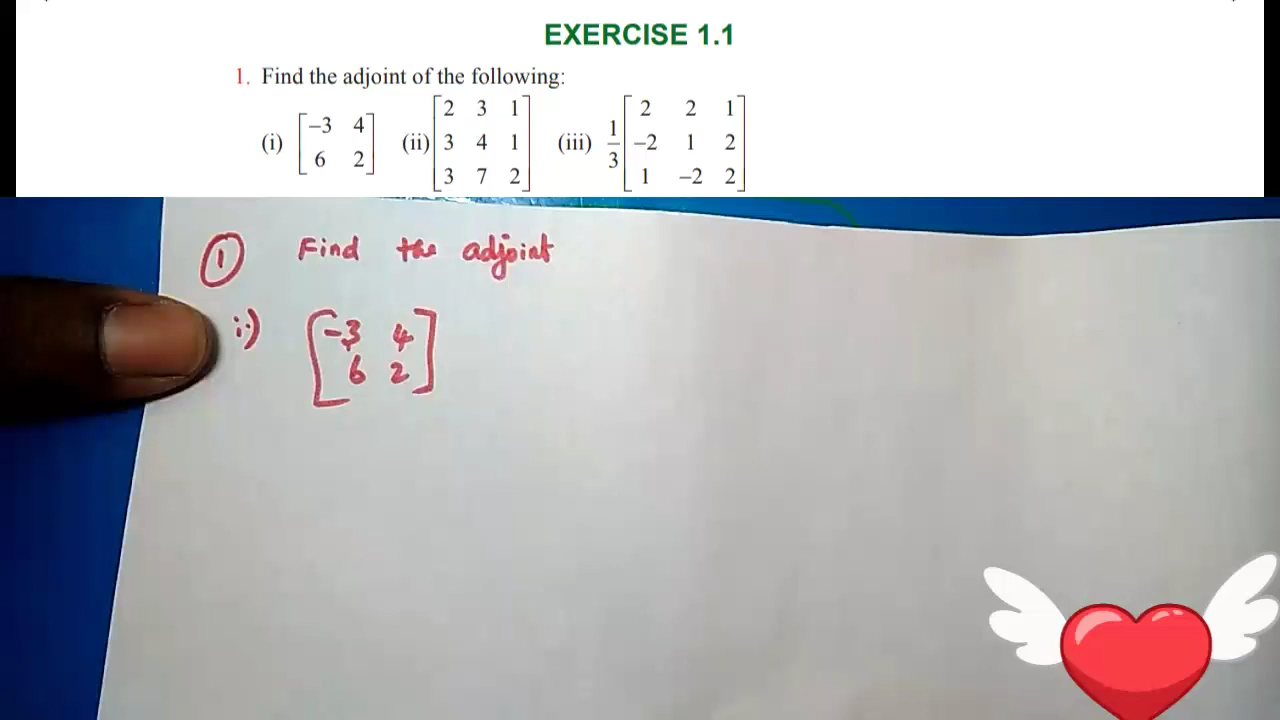 EXERCISE 1.1
1. Find the adjoint of the following:
(i) [−3 4; 6 2] (ii) [2 3 1; 3 4 1; 3 7 2] (iii) 1/3 [2 2 1; −2 1 2; 1 −2 2]
① Find the adjoint
i.) [-3 4
6 2]